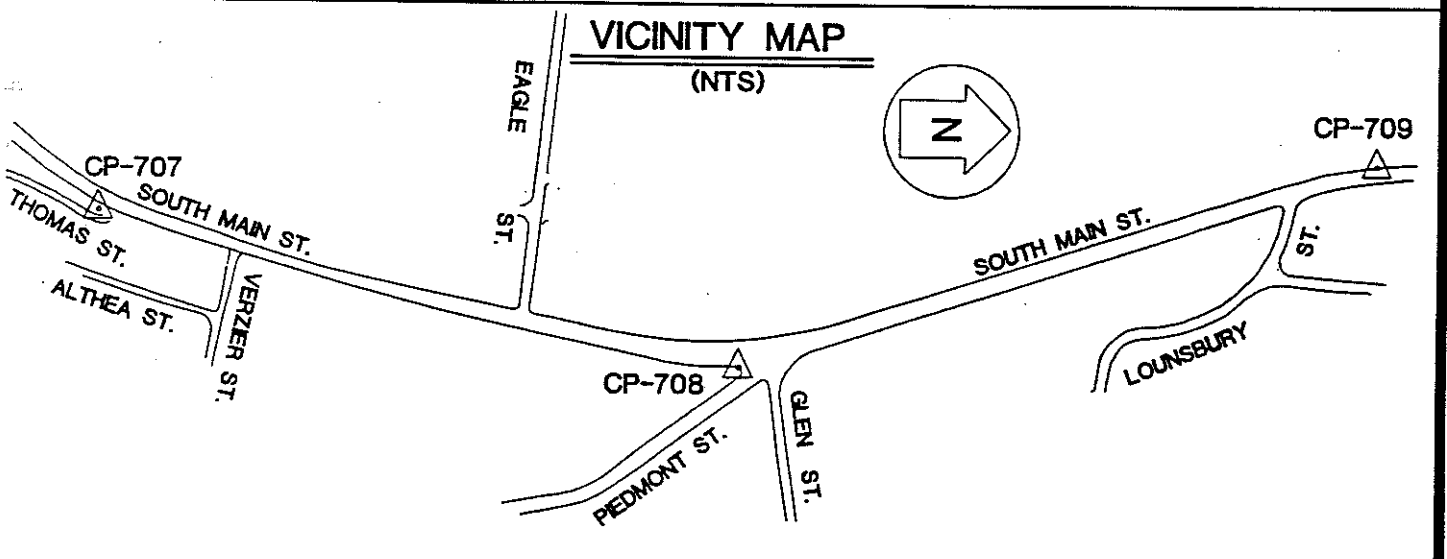 VICINITY MAP
(NTS)
EAGLE
ST.
N
CP-709
CP-707
SOUTH MAIN ST.
THOMAS ST.
ALTHEA ST.
VERZIER ST.
SOUTH MAIN ST.
ST.
LOUNSBURY
CP-708
PIEDMONT ST.
GLEN ST.